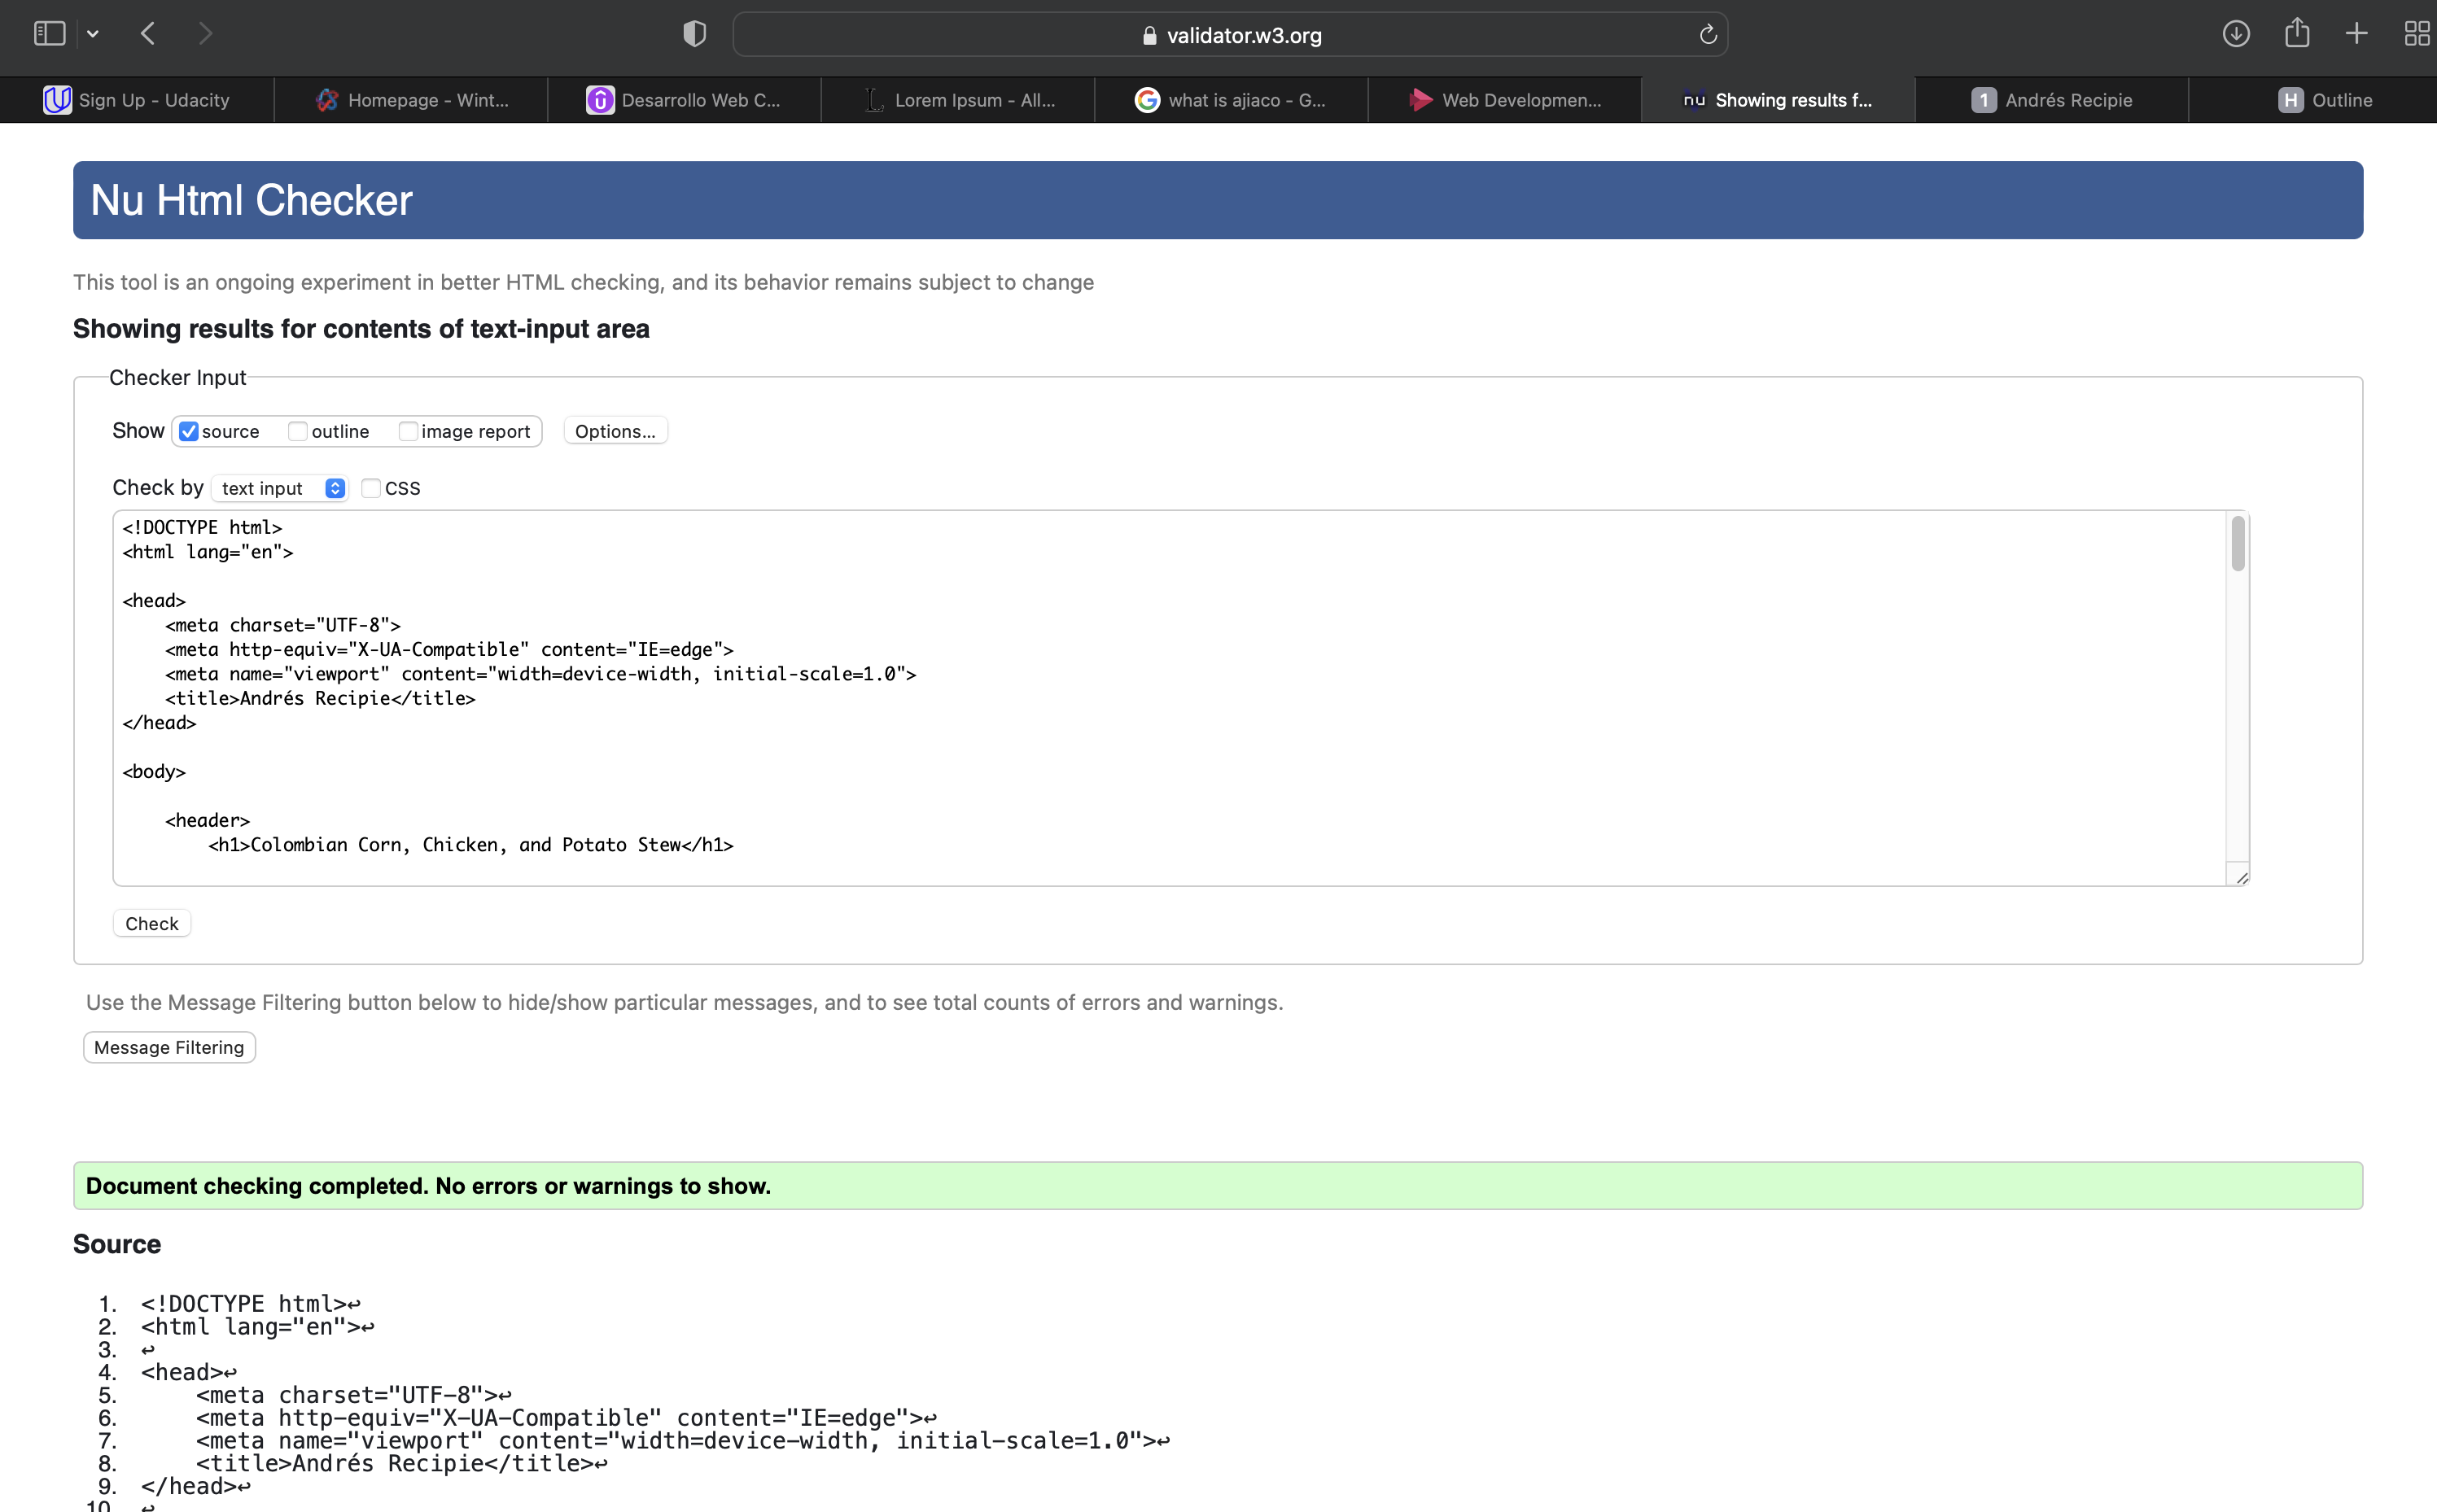 validator.w3.org
Sign Up - Udacity
Homepage - Wint...
Desarrollo Web C...
Lorem Ipsum - All...
what is ajiaco - G...
Web Developmen...
nu Showing results f...
1 Andrés Recipie
H Outline
Nu Html Checker
This tool is an ongoing experiment in better HTML checking, and its behavior remains subject to change
Showing results for contents of text-input area
Checker Input
Show source outline image report Options...
Check by text input CSS
<!DOCTYPE html>
<html lang="en">
<head>
<meta charset="UTF-8">
<meta http-equiv="X-UA-Compatible" content="IE=edge">
<meta name="viewport" content="width=device-width, initial-scale=1.0">
<title>Andrés Recipie</title>
</head>
<body>
<header>
<h1>Colombian Corn, Chicken, and Potato Stew</h1>
Check
Use the Message Filtering button below to hide/show particular messages, and to see total counts of errors and warnings.
Message Filtering
Document checking completed. No errors or warnings to show.
Source
1. <!DOCTYPE html>↩
2. <html lang="en">↩
3. ↩
4. <head>↩
5. <meta charset="UTF-8">↩
6. <meta http-equiv="X-UA-Compatible" content="IE=edge">↩
7. <meta name="viewport" content="width=device-width, initial-scale=1.0">↩
8. <title>Andrés Recipie</title>↩
9. </head>↩
10. ↩